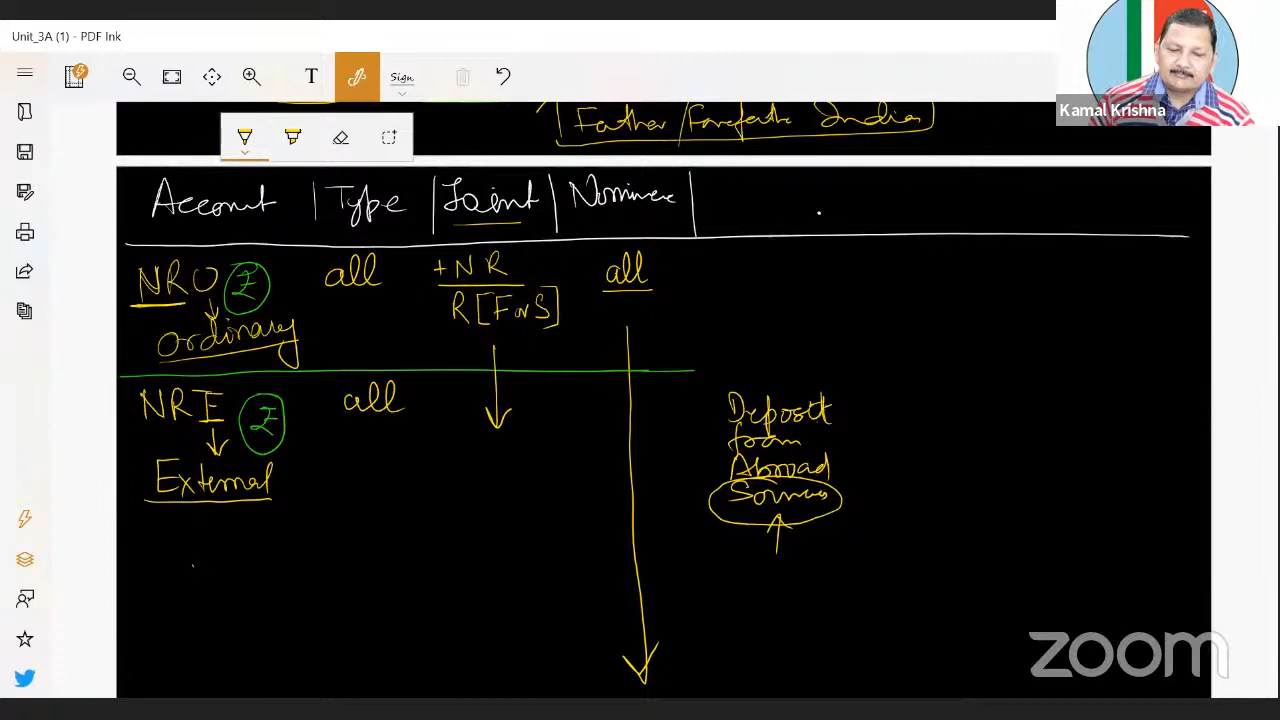 Unit_3A (1) - PDF Ink
T
Sign
Kamal Krishna
Father/Forefathr India
Account | Type | Joint | Nominee |
NRO ₹ all +NR all
R [F or S]
Ordinary
NRE ₹ all
External
Deposit
from
Abroad
Sources
zoom